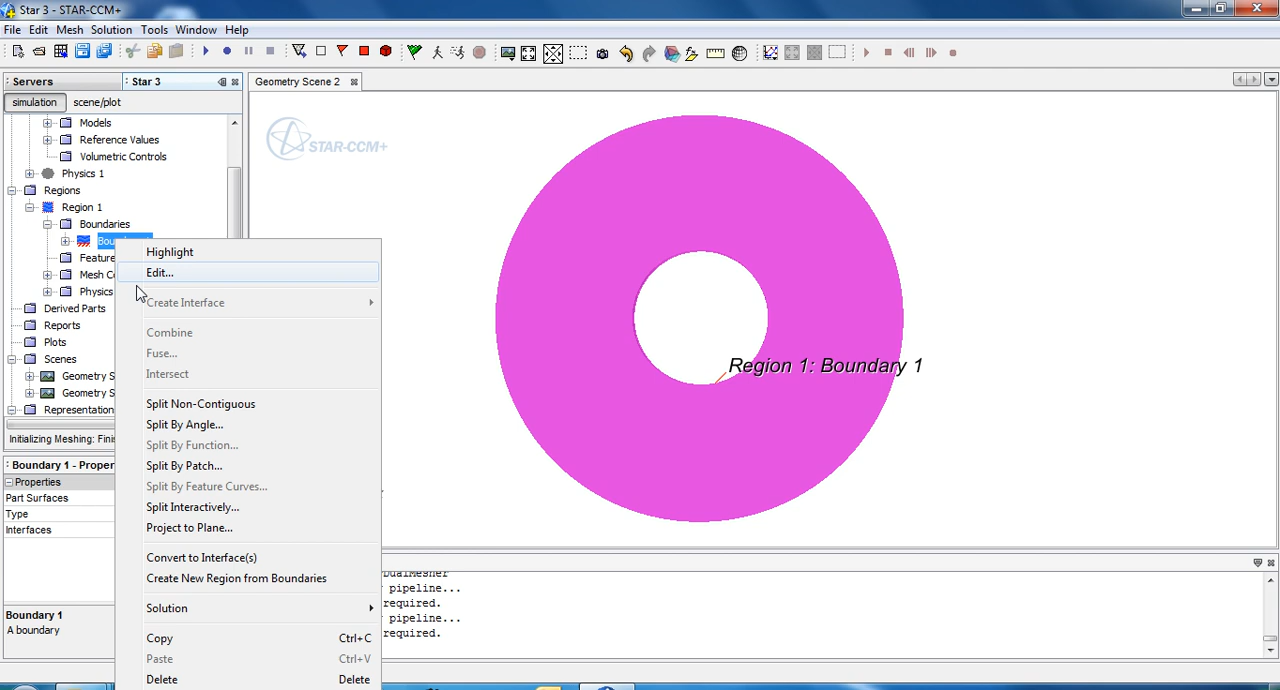 Star 3 - STAR-CCM+
File Edit Mesh Solution Tools Window Help
Servers
Star 3
Geometry Scene 2
simulation
scene/plot
Models
Reference Values
Volumetric Controls
Physics 1
Regions
Region 1
Boundaries
Feature
Physics
Derived Parts
Reports
Plots
Scenes
Geometry S
Geometry S
Representation
Initializing Meshing: Fini
Boundary 1 - Proper
Properties
Part Surfaces
Type
Interfaces
Boundary 1
A boundary
Highlight
Edit...
Create Interface
Combine
Fuse...
Intersect
Split Non-Contiguous
Split By Angle...
Split By Function...
Split By Patch...
Split By Feature Curves...
Split Interactively...
Project to Plane...
Convert to Interface(s)
Create New Region from Boundaries
Solution
Copy Ctrl+C
Paste Ctrl+V
Delete Delete
STAR-CCM+
Region 1: Boundary 1
DualMesher
pipeline...
required.
pipeline...
required.